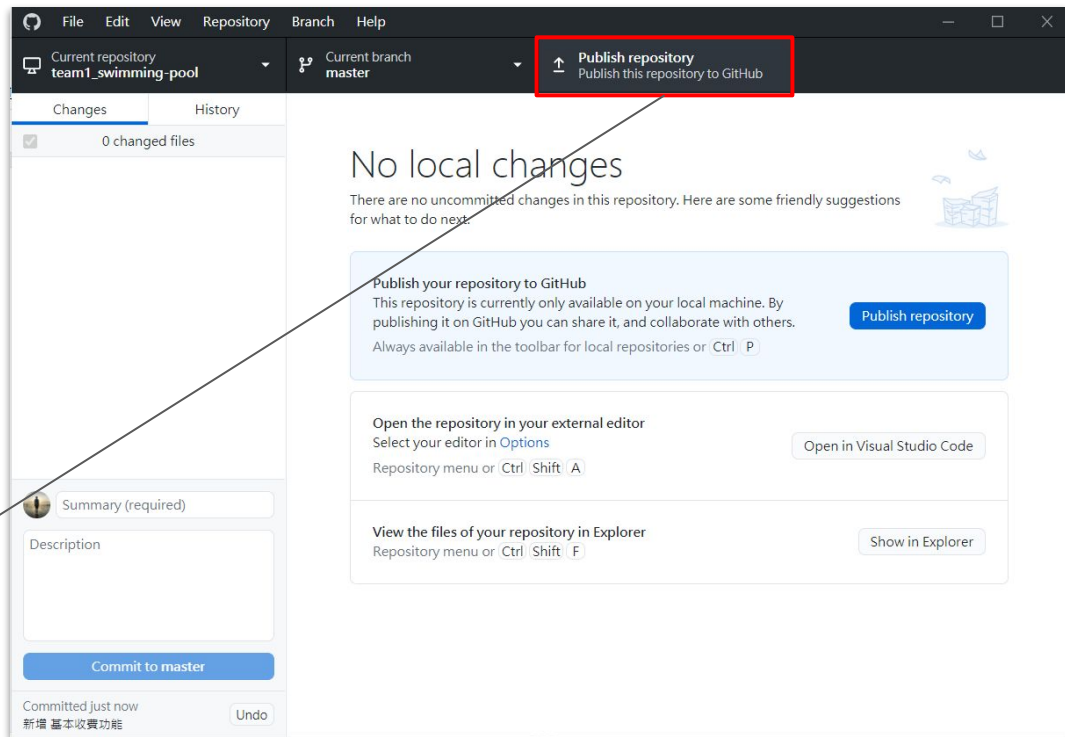 File Edit View Repository Branch Help
Current repository
team1_swimming-pool
Current branch
master
Publish repository
Publish this repository to GitHub
Changes History
0 changed files
No local changes
There are no uncommitted changes in this repository. Here are some friendly suggestions
for what to do next.
Publish your repository to GitHub
This repository is currently only available on your local machine. By
publishing it on GitHub you can share it, and collaborate with others.
Always available in the toolbar for local repositories or Ctrl P
Publish repository
Open the repository in your external editor
Select your editor in Options
Repository menu or Ctrl Shift A
Open in Visual Studio Code
View the files of your repository in Explorer
Repository menu or Ctrl Shift F
Show in Explorer
Summary (required)
Description
Commit to master
Committed just now
新增 基本收費功能
Undo